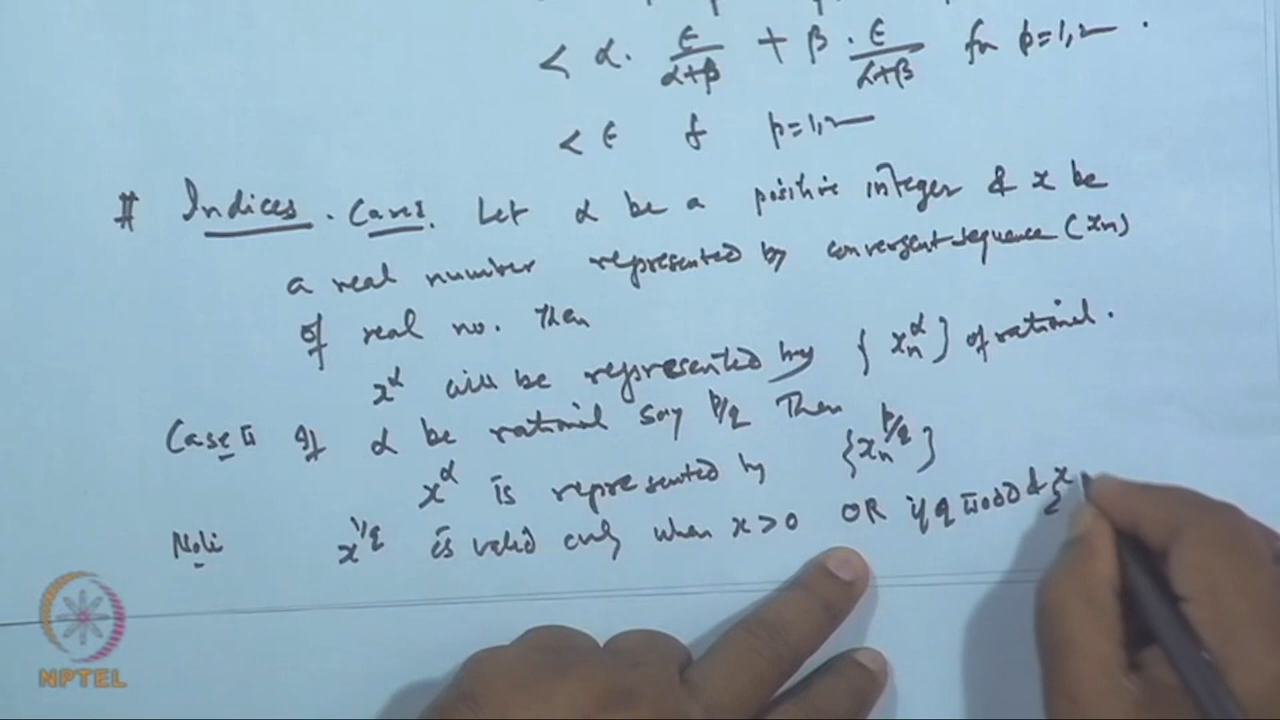 < α. ε/α+β + β. ε/α+β for p=1,2— .
< ε f p=1,2—
# Indices. Cases. Let α be a positive integer & x be
a real number represented by convergent sequence (xn)
of real no. Then
x^α will be represented by {xn^α} of rational.
Case II If α be rational say p/q Then
x^α is represented by {xn^p/q}
Note x^1/q is valid only when x>0 OR if q is odd & x
NPTEL